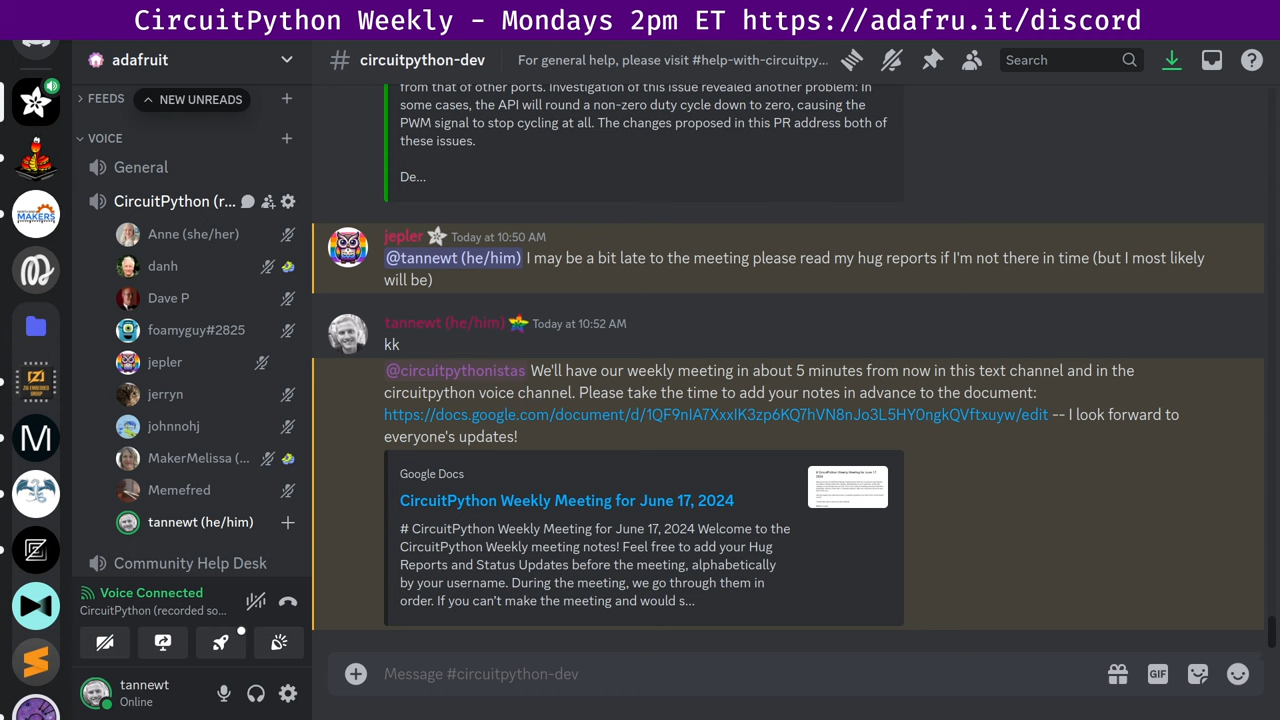 CircuitPython Weekly - Mondays 2pm ET https://adafru.it/discord
adafruit
FEEDS
NEW UNREADS
VOICE
General
CircuitPython (r...
Anne (she/her)
danh
Dave P
foamyguy#2825
jepler
jerryn
johnnohj
MakerMelissa (...
Memefred
tannewt (he/him)
Community Help Desk
Voice Connected
CircuitPython (recorded so...
tannewt
Online
circuitpython-dev
For general help, please visit #help-with-circuitpy...
Search
from that of other ports. Investigation of this issue revealed another problem: in
some cases, the API will round a non-zero duty cycle down to zero, causing the
PWM signal to stop cycling at all. The changes proposed in this PR address both of
these issues.
De...
jepler Today at 10:50 AM
@tannewt (he/him) I may be a bit late to the meeting please read my hug reports if I'm not there in time (but I most likely
will be)
tannewt (he/him) Today at 10:52 AM
kk
@circuitpythonistas We'll have our weekly meeting in about 5 minutes from now in this text channel and in the
circuitpython voice channel. Please take the time to add your notes in advance to the document:
https://docs.google.com/document/d/1QF9nIA7XxxIK3zp6KQ7hVN8nJo3L5HY0ngkQVftxuyw/edit -- I look forward to
everyone's updates!
Google Docs
CircuitPython Weekly Meeting for June 17, 2024
# CircuitPython Weekly Meeting for June 17, 2024 Welcome to the
CircuitPython Weekly meeting notes! Feel free to add your Hug
Reports and Status Updates before the meeting, alphabetically
by your username. During the meeting, we go through them in
order. If you can't make the meeting and would s...
Message #circuitpython-dev
GIF